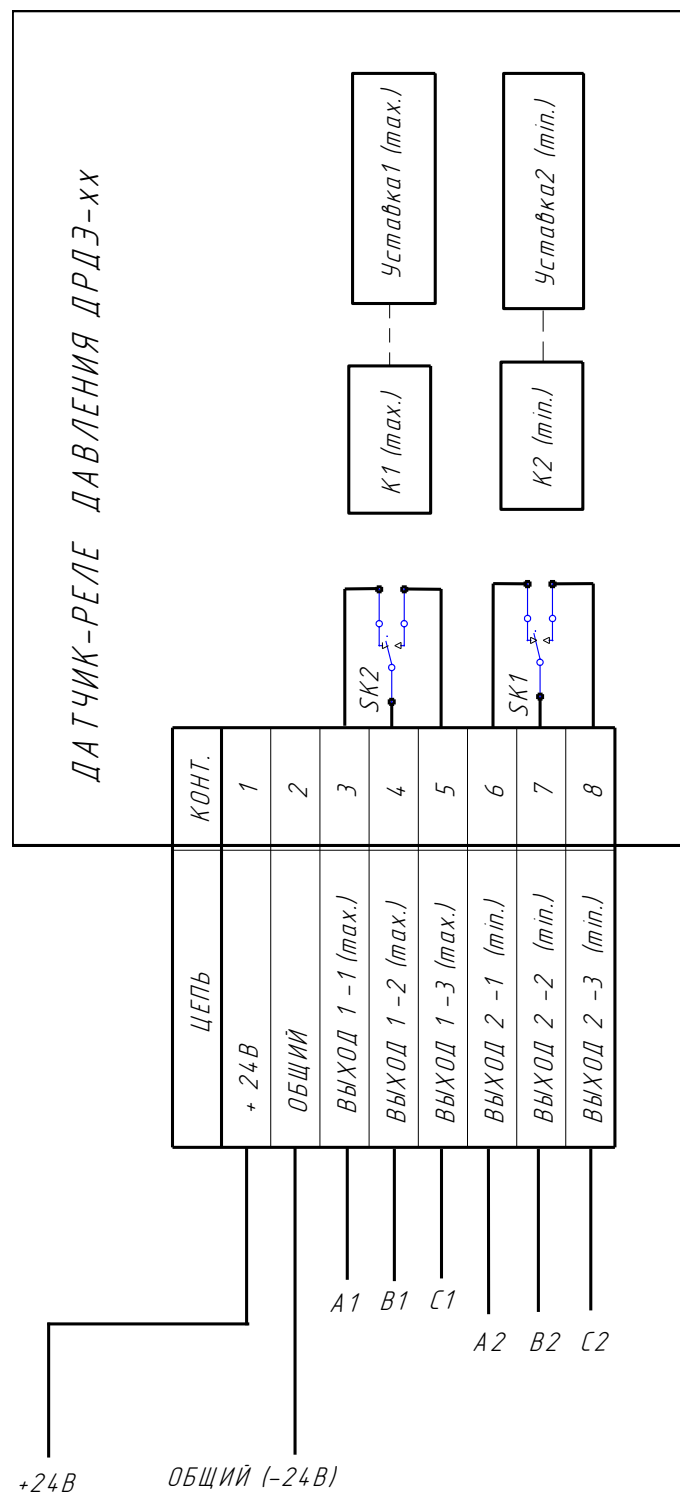 ДАТЧИК-РЕЛЕ ДАВЛЕНИЯ ДРДЭ-ХХ
Уставка1 (max.)
Уставка2 (min.)
К1 (max.)
К2 (min.)
SK2
SK1
КОНТ.
1
2
3
4
5
6
7
8
ЦЕПЬ
+ 24В
ОБЩИЙ
ВЫХОД 1 -1 (max.)
ВЫХОД 1 -2 (max.)
ВЫХОД 1 -3 (max.)
ВЫХОД 2 -1 (min.)
ВЫХОД 2 -2 (min.)
ВЫХОД 2 -3 (min.)
А1
В1
С1
А2
В2
С2
+24В
ОБЩИЙ (-24В)